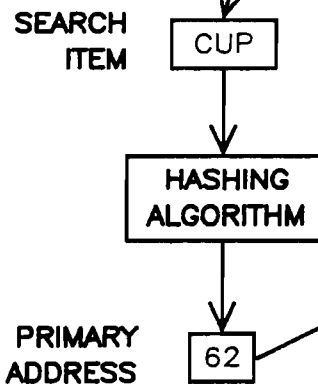 SEARCH
ITEM
CUP
HASHING
ALGORITHM
PRIMARY
ADDRESS
62